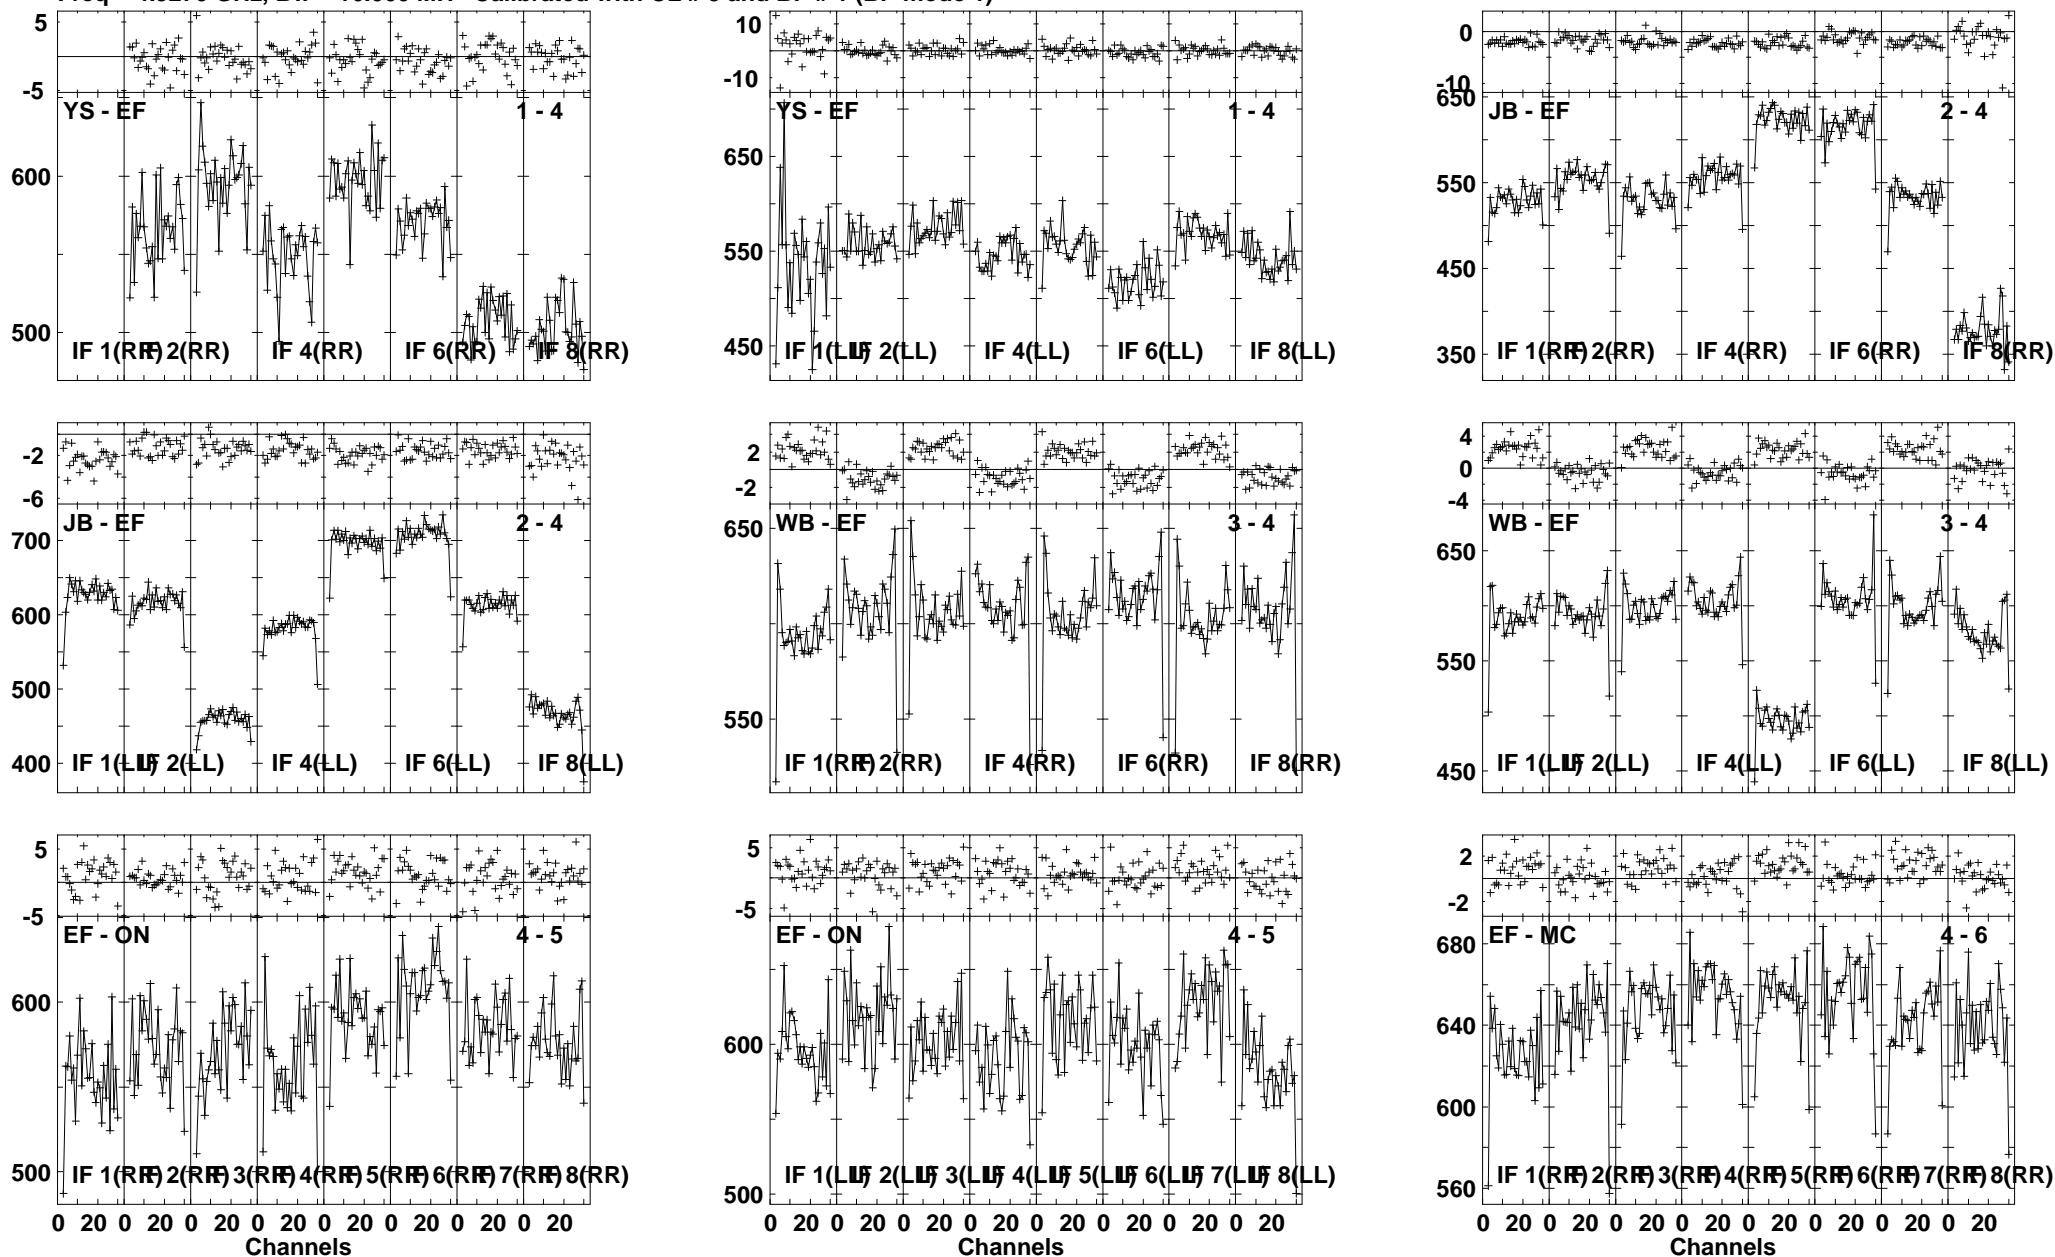 5
-5
YS - EF 1 - 4
600
500
IF 1(RR) IF 2(RR) IF 4(RR) IF 6(RR) IF 8(RR)
10
-10
YS - EF 1 - 4
650
550
450
IF 1(LL) IF 2(LL) IF 4(LL) IF 6(LL) IF 8(LL)
0
-10
JB - EF 2 - 4
650
550
450
350
IF 1(RR) IF 2(RR) IF 4(RR) IF 6(RR) IF 8(RR)
-2
-6
JB - EF 2 - 4
700
600
500
400
IF 1(LL) IF 2(LL) IF 4(LL) IF 6(LL) IF 8(LL)
2
-2
WB - EF 3 - 4
650
550
IF 1(RR) IF 2(RR) IF 4(RR) IF 6(RR) IF 8(RR)
4
0
-4
WB - EF 3 - 4
650
550
450
IF 1(LL) IF 2(LL) IF 4(LL) IF 6(LL) IF 8(LL)
5
-5
EF - ON 4 - 5
600
500
IF 1(RR) IF 2(RR) IF 3(RR) IF 4(RR) IF 5(RR) IF 6(RR) IF 7(RR) IF 8(RR)
0 20 0 20 0 20 0 20 0 20 0 20 0 20 0 20
Channels
5
-5
EF - ON 4 - 5
600
500
IF 1(LL) IF 2(LL) IF 3(LL) IF 4(LL) IF 5(LL) IF 6(LL) IF 7(LL) IF 8(LL)
0 20 0 20 0 20 0 20 0 20 0 20 0 20 0 20
Channels
2
-2
EF - MC 4 - 6
680
640
600
560
IF 1(RR) IF 2(RR) IF 3(RR) IF 4(RR) IF 5(RR) IF 6(RR) IF 7(RR) IF 8(RR)
0 20 0 20 0 20 0 20 0 20 0 20 0 20 0 20
Channels